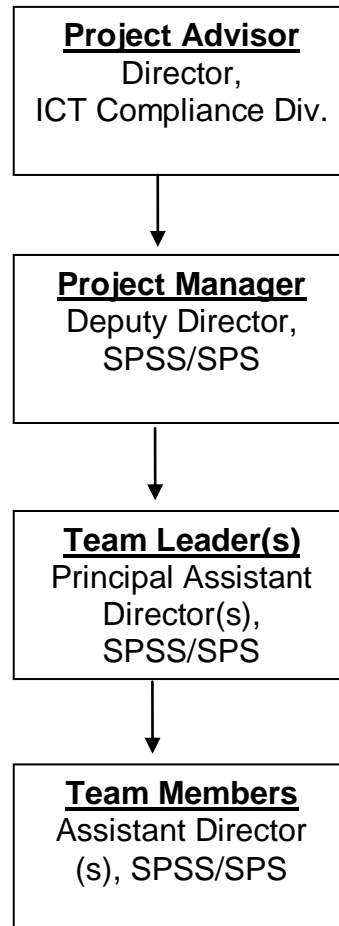 Project Advisor
Director,
ICT Compliance Div.
Project Manager
Deputy Director,
SPSS/SPS
Team Leader(s)
Principal Assistant
Director(s),
SPSS/SPS
Team Members
Assistant Director
(s), SPSS/SPS